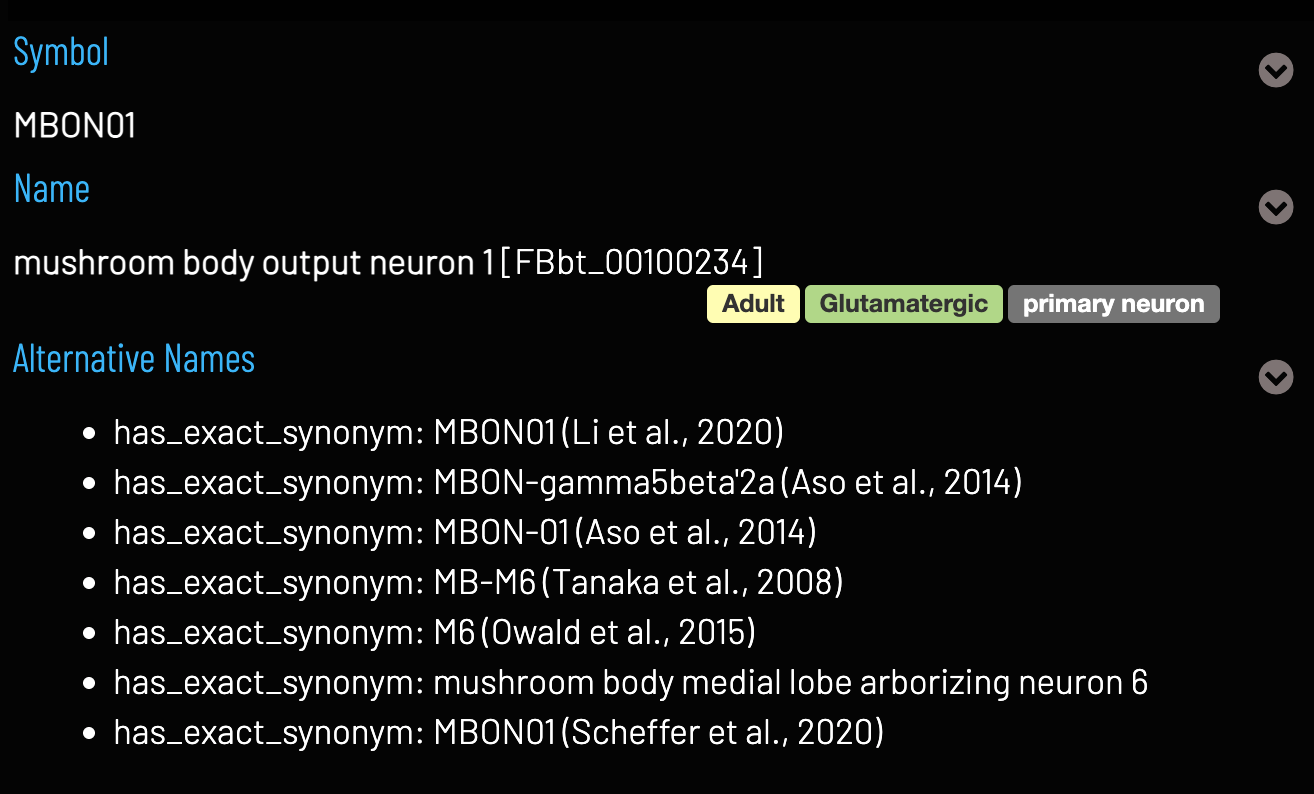 Symbol
MBON01
Name
mushroom body output neuron 1 [FBbt_00100234]
Adult Glutamatergic primary neuron
Alternative Names
has_exact_synonym: MBON01 (Li et al., 2020)
has_exact_synonym: MBON-gamma5beta'2a (Aso et al., 2014)
has_exact_synonym: MBON-01 (Aso et al., 2014)
has_exact_synonym: MB-M6 (Tanaka et al., 2008)
has_exact_synonym: M6 (Owald et al., 2015)
has_exact_synonym: mushroom body medial lobe arborizing neuron 6
has_exact_synonym: MBON01 (Scheffer et al., 2020)